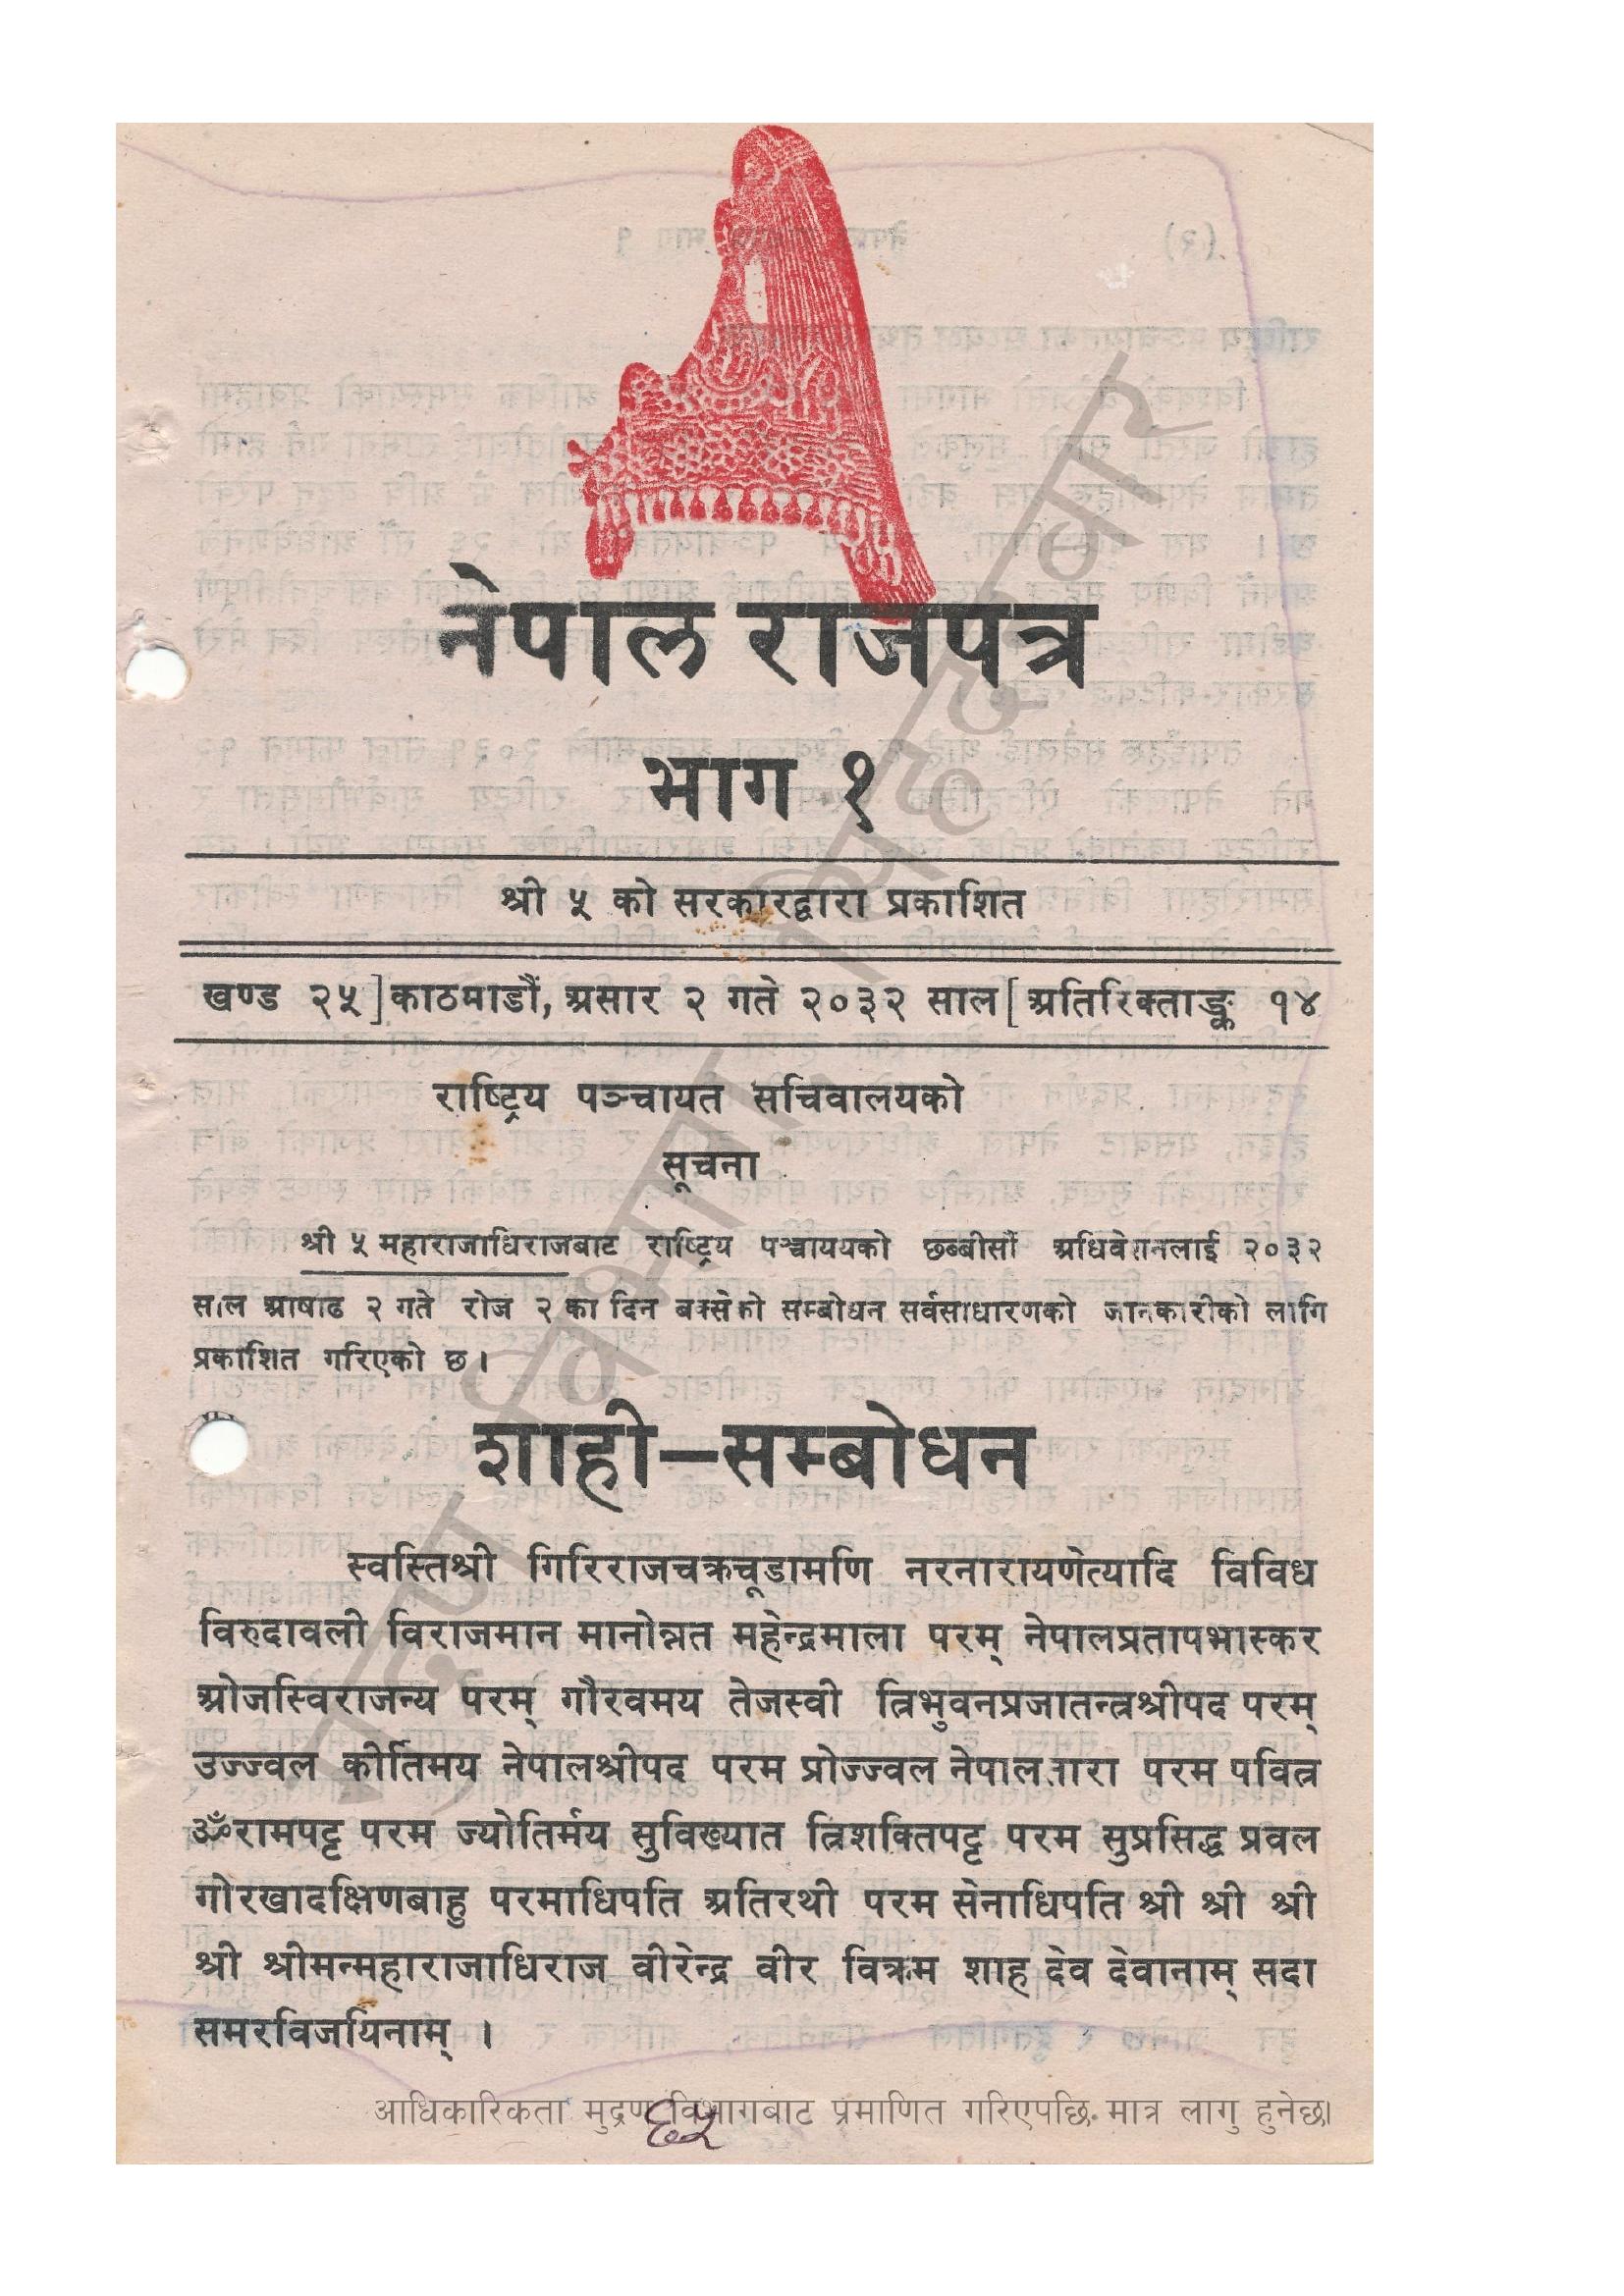 नेपाल राजपत्र
भाग १
श्री ५ को सरकारद्वारा प्रकाशित
खण्ड २५] काठमाडौं, असार २ गते २०३२ साल [अतिरिक्ताङ्क १४
राष्ट्रिय पञ्चायत सचिवालयको
सूचना
श्री ५ महाराजाधिराजबाट राष्ट्रिय पञ्चाययको छब्बीसौं अधिवेशनलाई २०३२
साल आषाढ २ गते रोज २ का दिन बक्सेको सम्बोधन सर्वसाधारणको जानकारीको लागि
प्रकाशित गरिएको छ ।
शाही–सम्बोधन
स्वस्तिश्री गिरिराजचक्रचूडामणि नरनारायणेत्यादि विविध
विरुदावली विराजमान मानोन्नत महेन्द्रमाला परम् नेपालप्रतापभास्कर
ओजस्विराजन्य परम् गौरवमय तेजस्वी त्रिभुवनप्रजातन्त्रश्रीपद परम्
उज्ज्वल कीर्तिमय नेपालश्रीपद परम प्रोज्ज्वल नेपालतारा परम पवित्र
ॐरामपट्ट परम ज्योतिर्मय सुविख्यात त्रिशक्तिपट्ट परम सुप्रसिद्ध प्रवल
गोरखादक्षिणबाहु परमाधिपति अतिरथी परम सेनाधिपति श्री श्री श्री
श्री श्रीमन्महाराजाधिराज वीरेन्द्र वीर विक्रम शाह देव देवानाम् सदा
समरविजयिनाम् ।
आधिकारिकता मुद्रण विभागबाट प्रमाणित गरिएपछि मात्र लागु हुनेछ।
६५